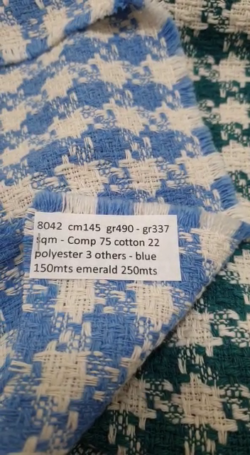 8042 cm145 gr490 - gr337
sqm - Comp 75 cotton 22
polyester 3 others - blue
150mts emerald 250mts